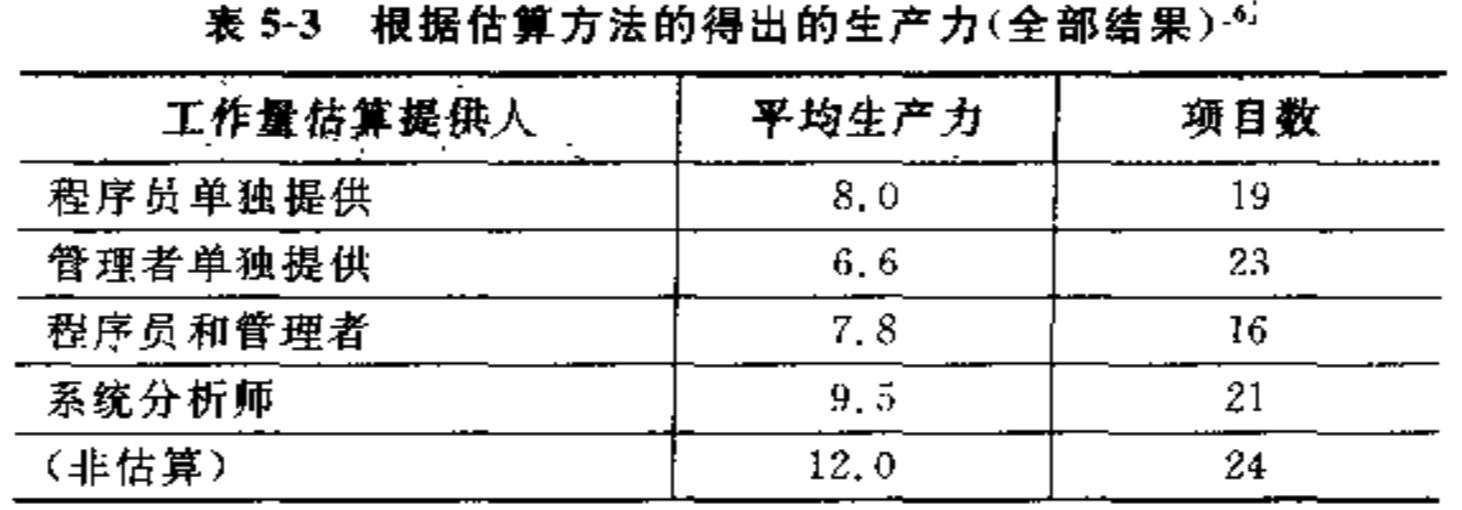 表 5-3 根据估算方法的得出的生产力(全部结果)
工作量估算提供人 平均生产力 项目数
程序员单独提供 8.0 19
管理者单独提供 6.6 23
程序员和管理者 7.8 16
系统分析师 9.5 21
(非估算) 12.0 24